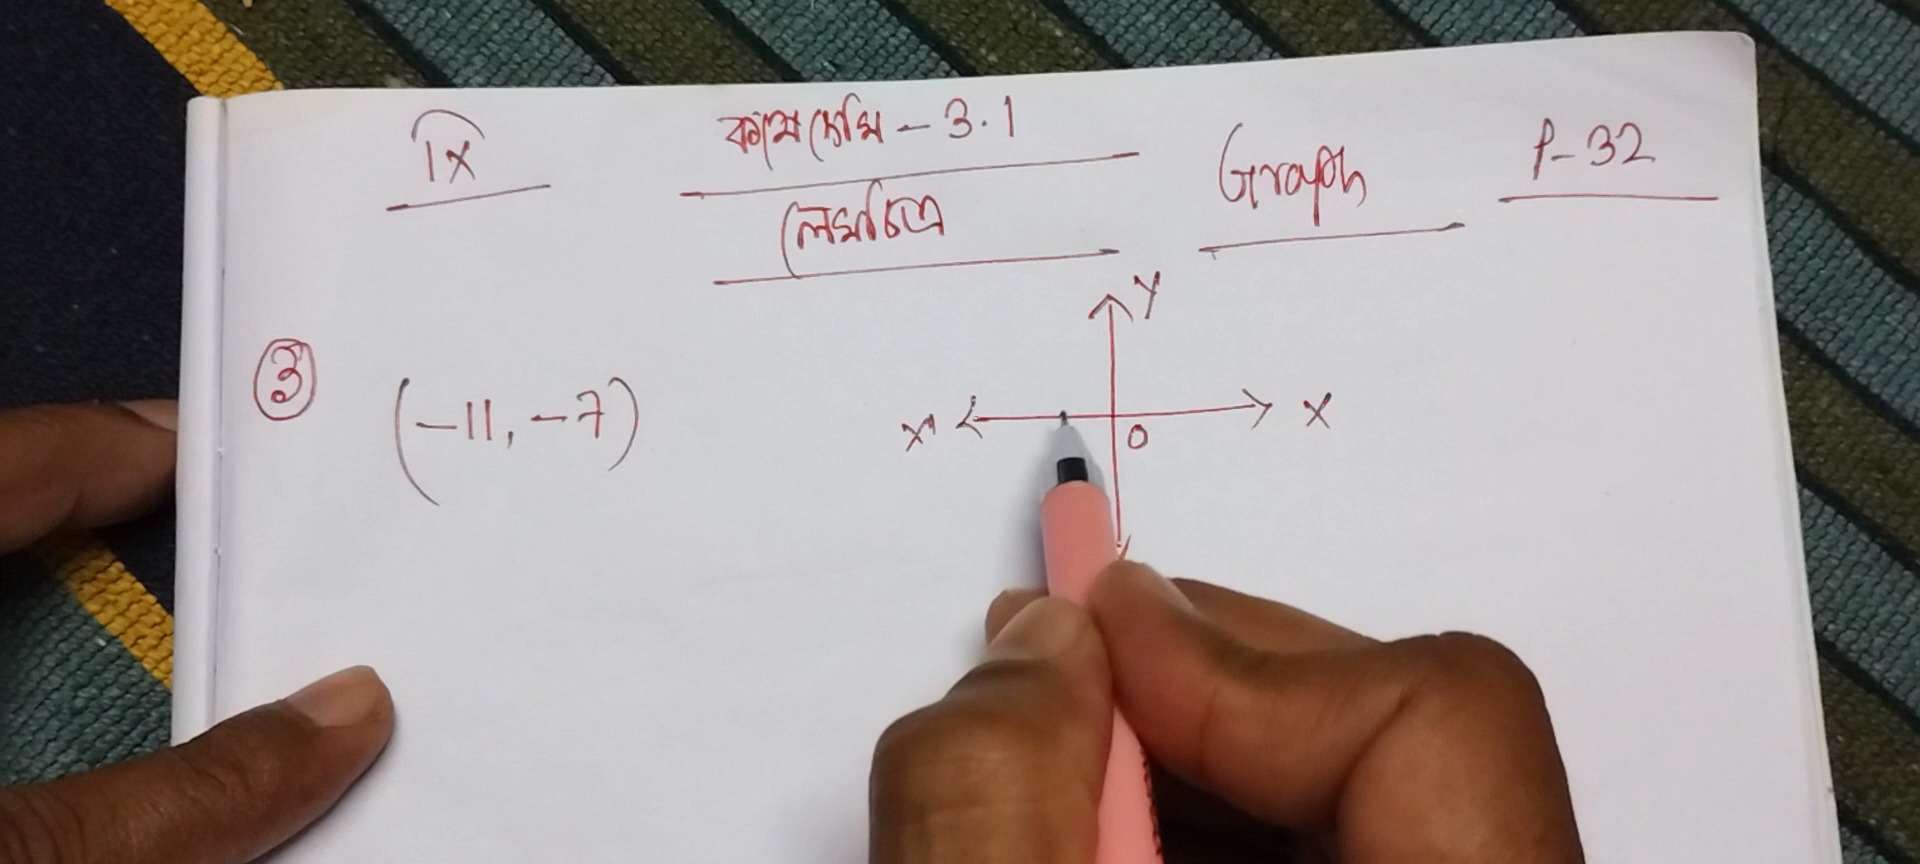 IX
কষে দেখি - 3.1
Graph
P-32
লেখচিত্র
③ (-11, -7)
Y
X' O X